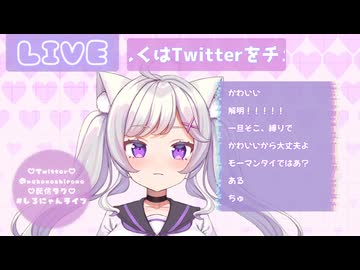 LIVE
くはTwitterをチ
かわいい
解明！！！！！
一旦そこ、縛りで
かわいいから大丈夫よ
モーマンタイではあ？
ある
ちゅ
♡Twitter♡
♡配信タグ♡
#しろにゃんライブ